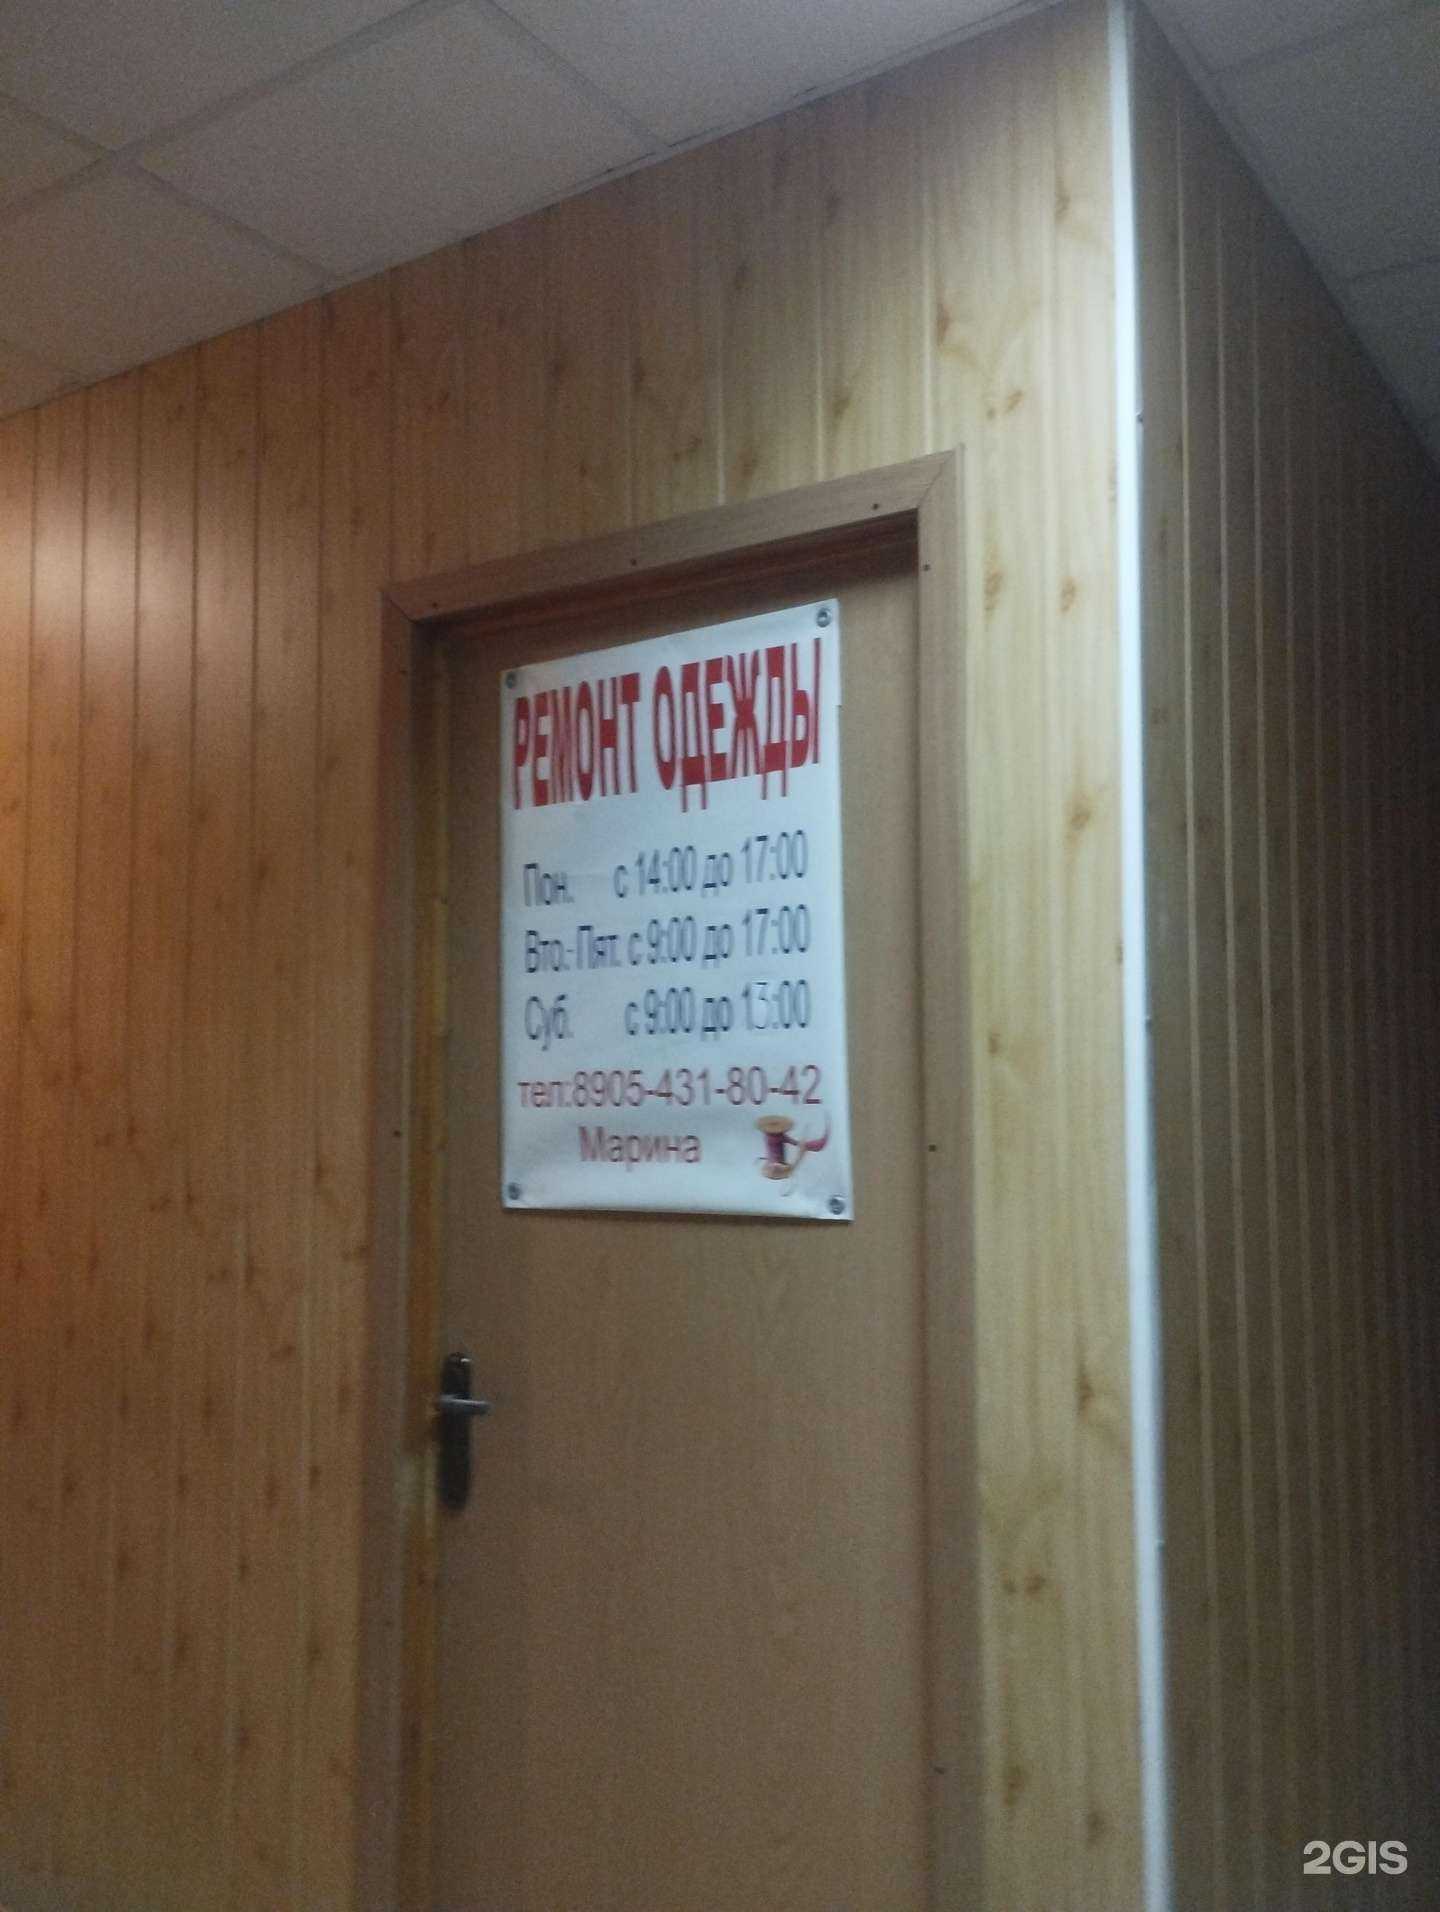 РЕМОНТ ОДЕЖДЫ
Пон. с 14:00 до 17:00
Вто.-Пят. с 9:00 до 17:00
Суб. с 9:00 до 13:00
тел:8905-431-80-42
Марина
2GIS